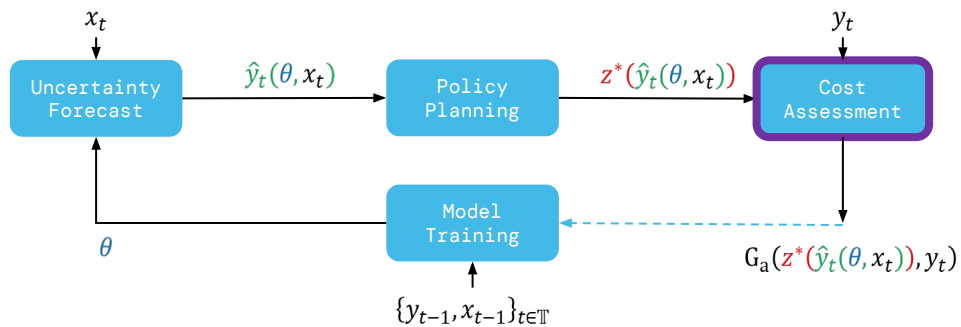 x_t
y_t
Uncertainty
Forecast
ŷ_t(θ, x_t)
Policy
Planning
z*(ŷ_t(θ, x_t))
Cost
Assessment
Model
Training
θ
G_a(z*(ŷ_t(θ, x_t)), y_t)
{y_{t−1}, x_{t−1}}_{t∈𝕋}